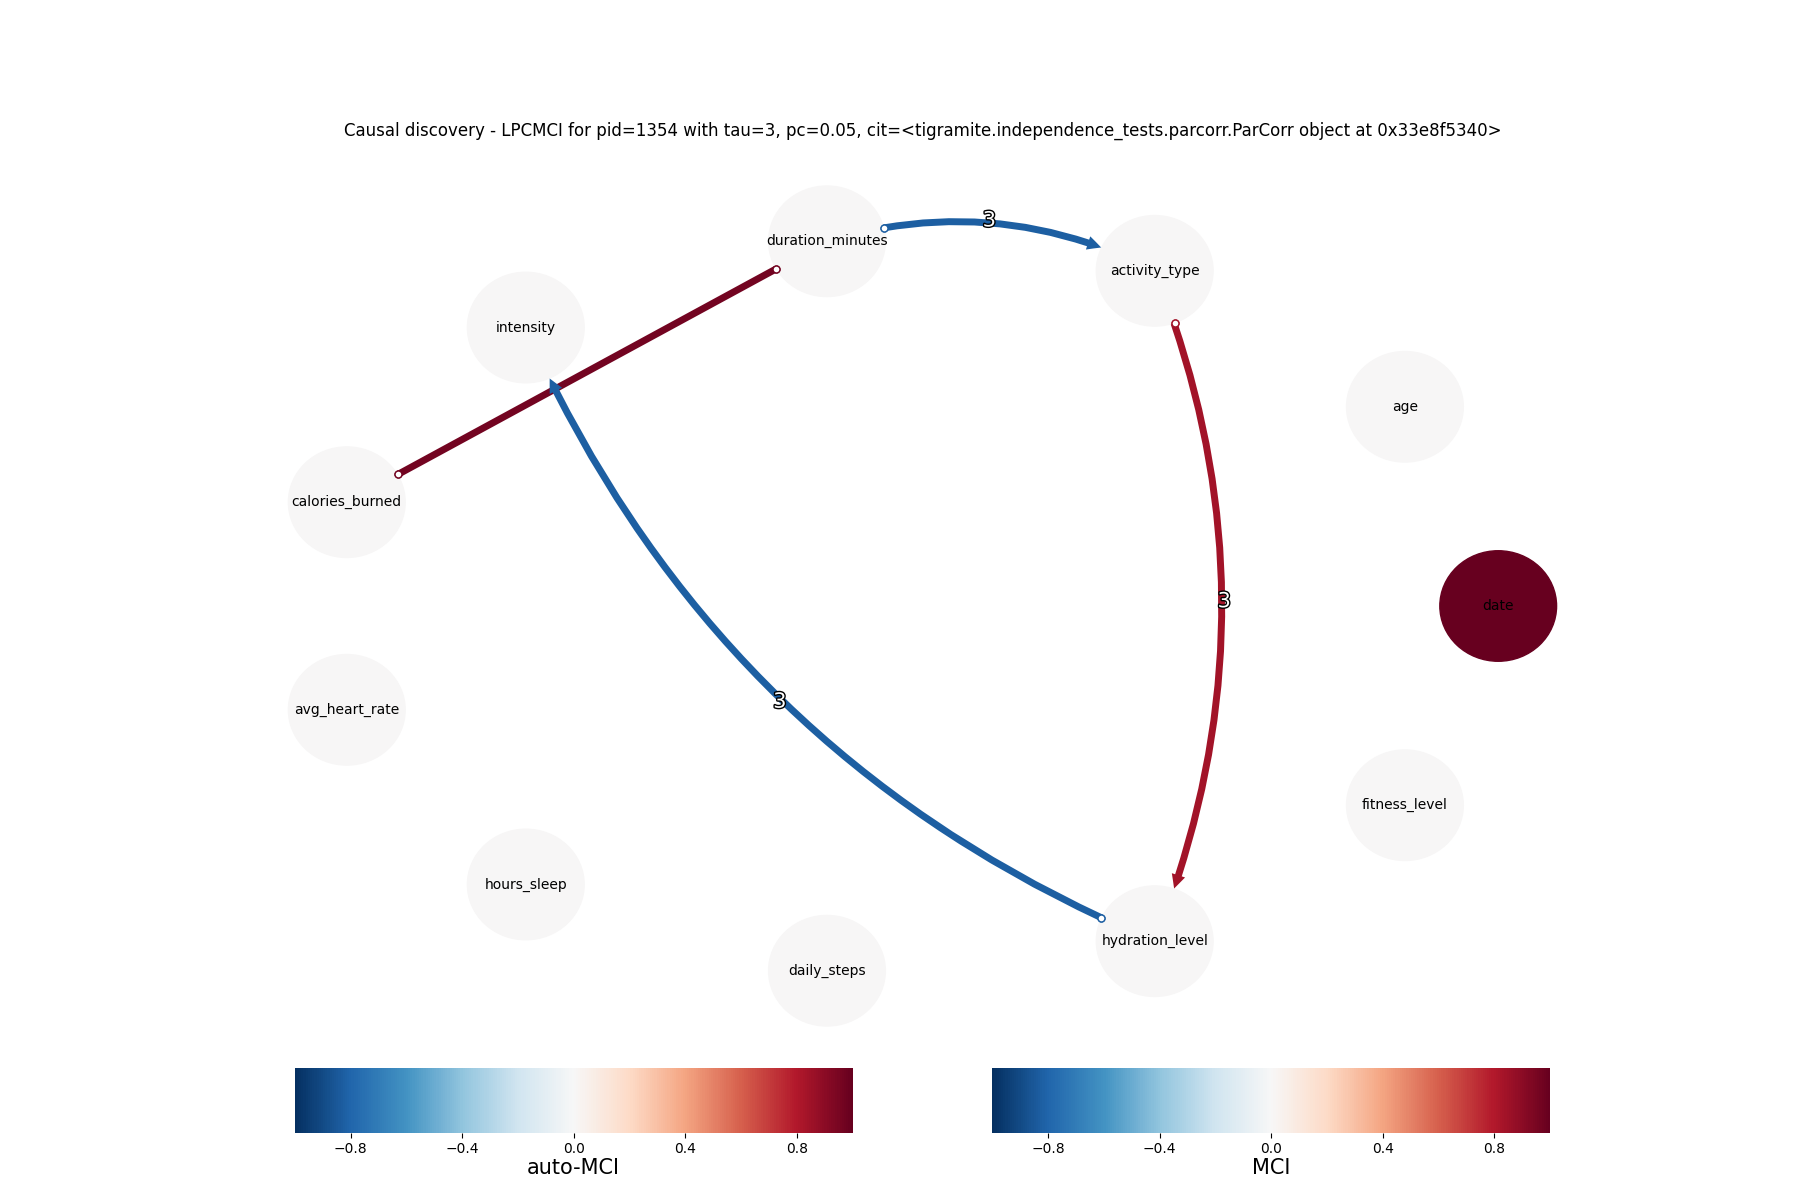 Causal discovery - LPCMCI for pid=1354 with tau=3, pc=0.05, cit=<tigramite.independence_tests.parcorr.ParCorr object at 0x33e8f5340>
3
duration_minutes
activity_type
intensity
age
calories_burned
3
date
3
avg_heart_rate
fitness_level
hours_sleep
hydration_level
daily_steps
−0.8 −0.4 0.0 0.4 0.8
auto-MCI
−0.8 −0.4 0.0 0.4 0.8
MCI